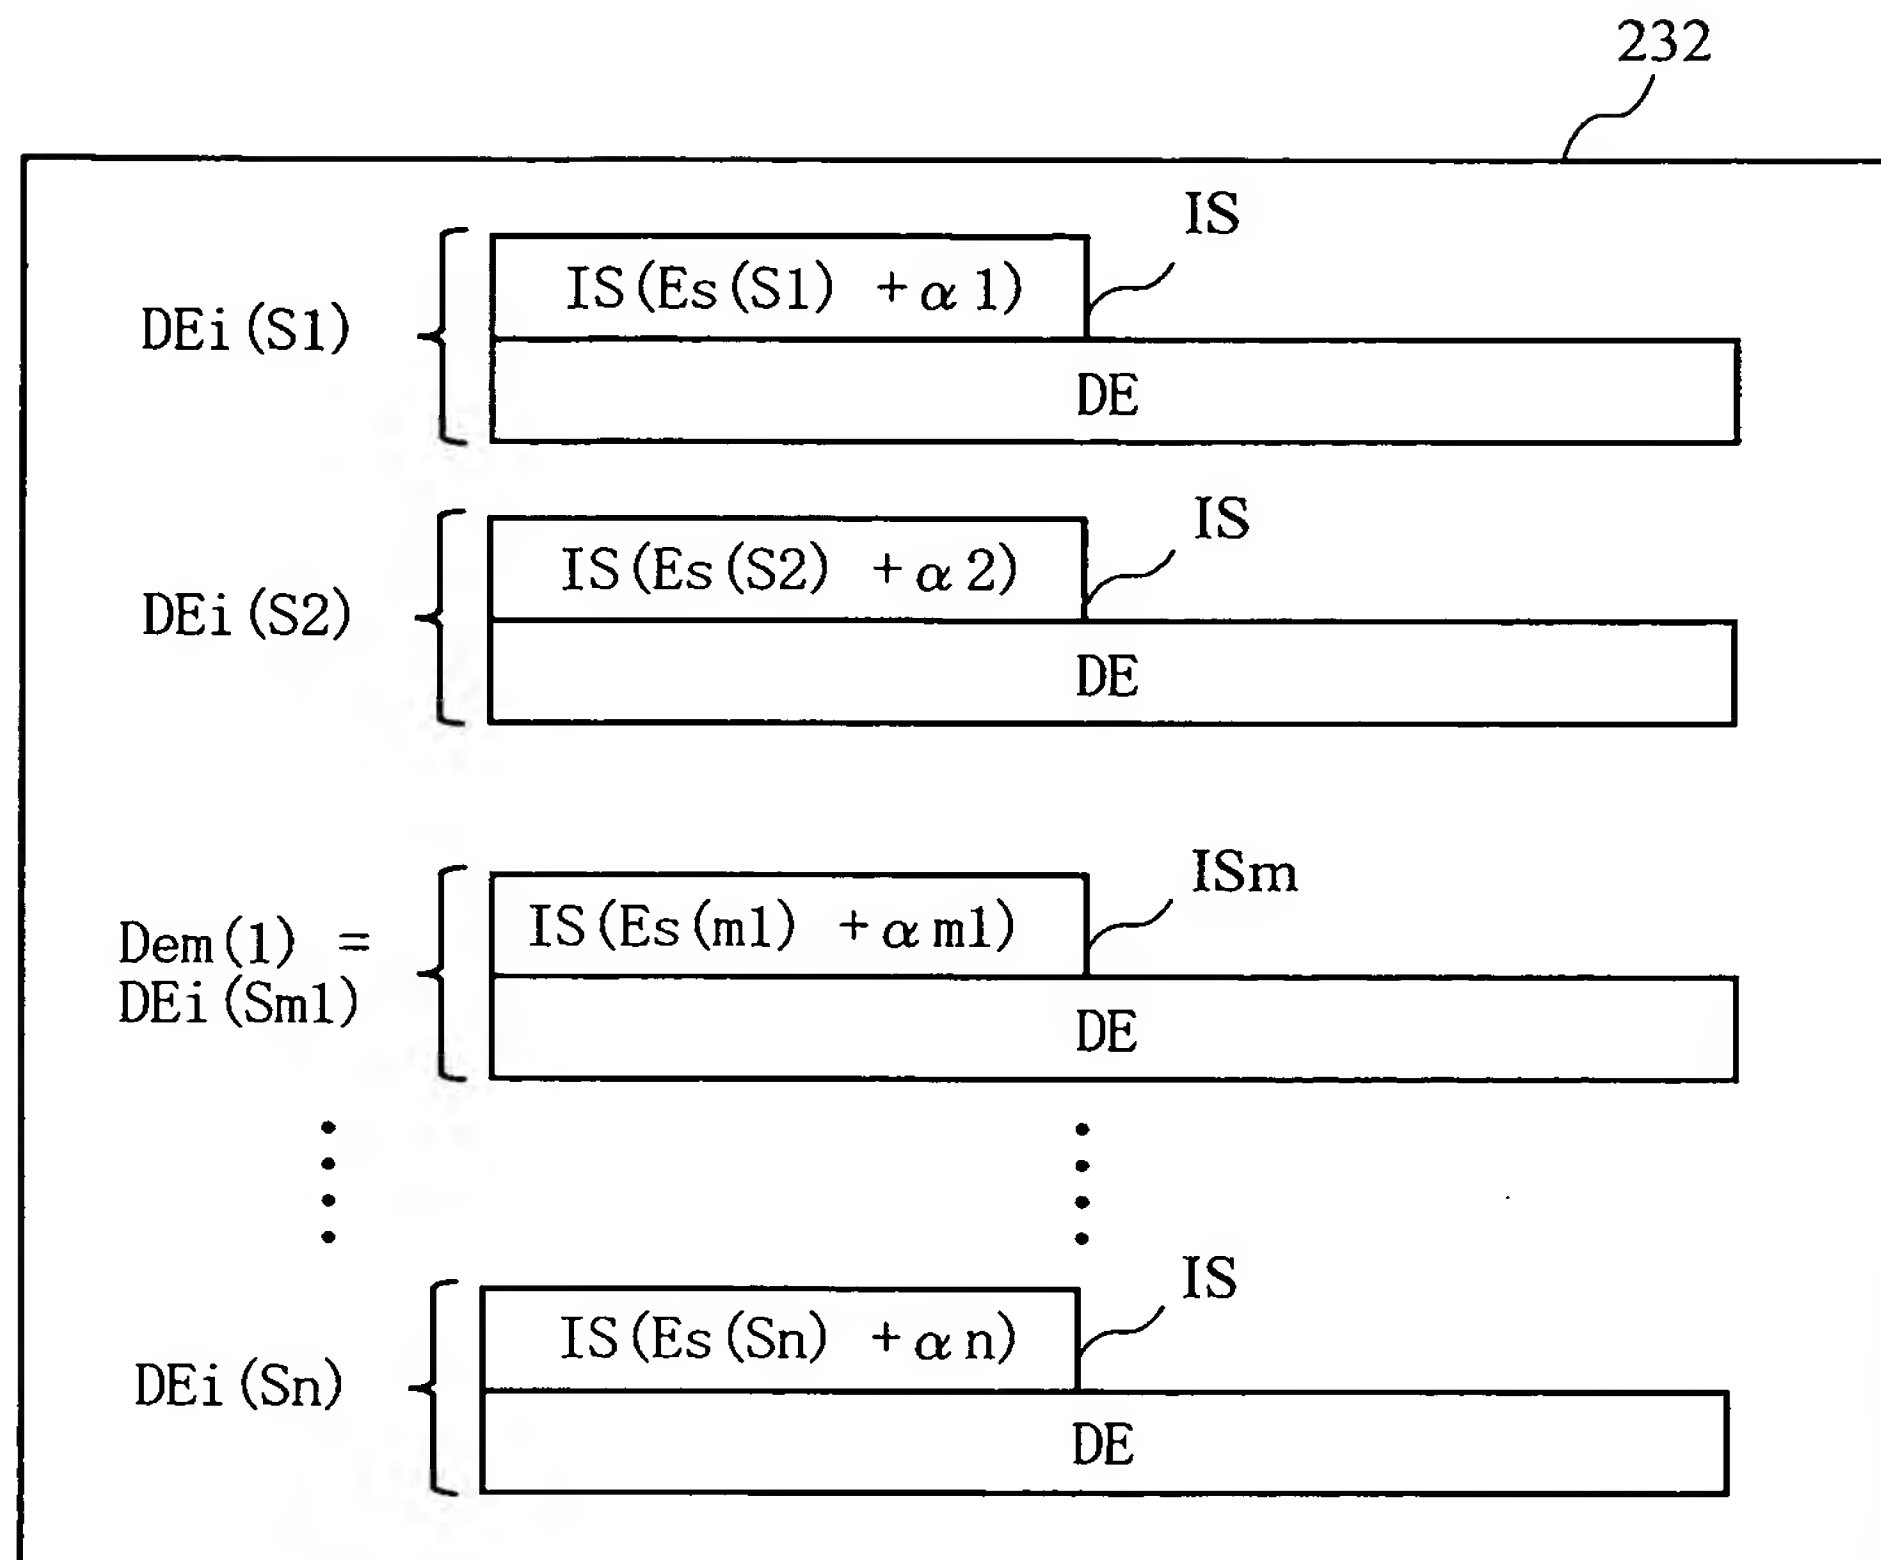 232
IS
IS(Es(S1) +α1)
DEi(S1)
DE
IS
IS(Es(S2) +α2)
DEi(S2)
DE
ISm
IS(Es(m1) +αm1)
Dem(1) =
DEi(Sm1)
DE
IS
IS(Es(Sn) +αn)
DEi(Sn)
DE